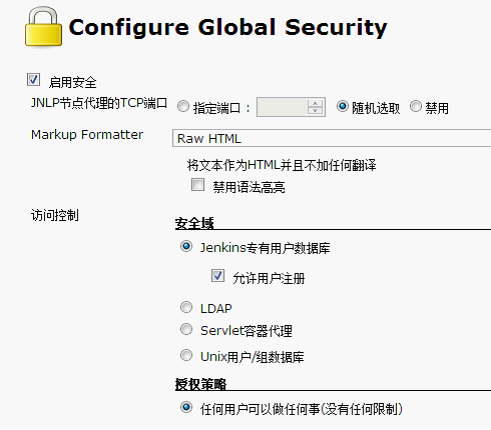 Configure Global Security
启用安全
JNLP节点代理的TCP端口 指定端口： 随机选取 禁用
Markup Formatter Raw HTML
将文本作为HTML并且不加任何翻译
禁用语法高亮
访问控制
安全域
Jenkins专有用户数据库
允许用户注册
LDAP
Servlet容器代理
Unix用户/组数据库
授权策略
任何用户可以做任何事(没有任何限制)